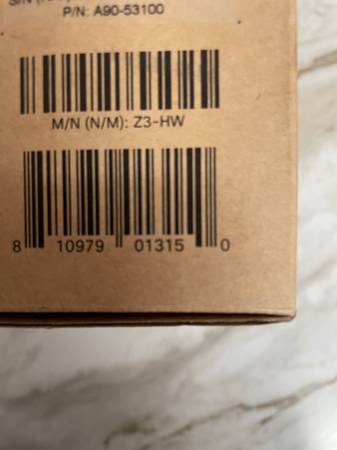 P/N: A90-53100
M/N (N/M): Z3-HW
8 10979 01315 0